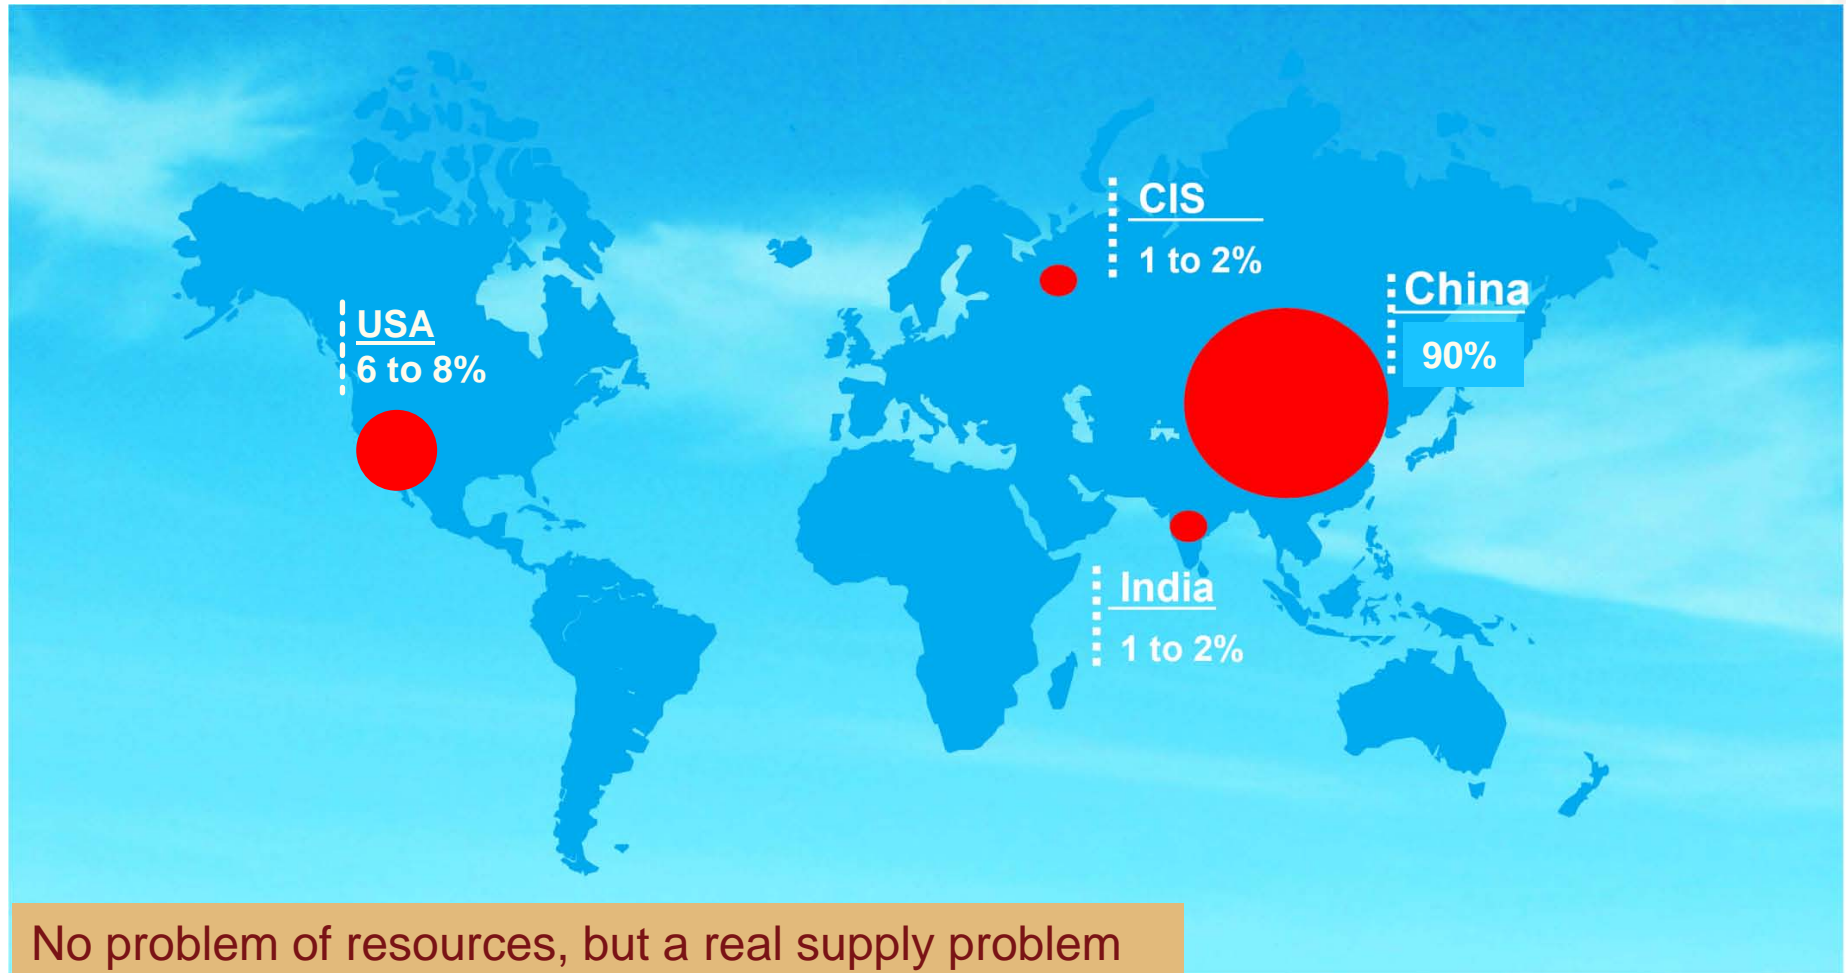 CIS
1 to 2%
China
90%
USA
6 to 8%
India
1 to 2%
No problem of resources, but a real supply problem